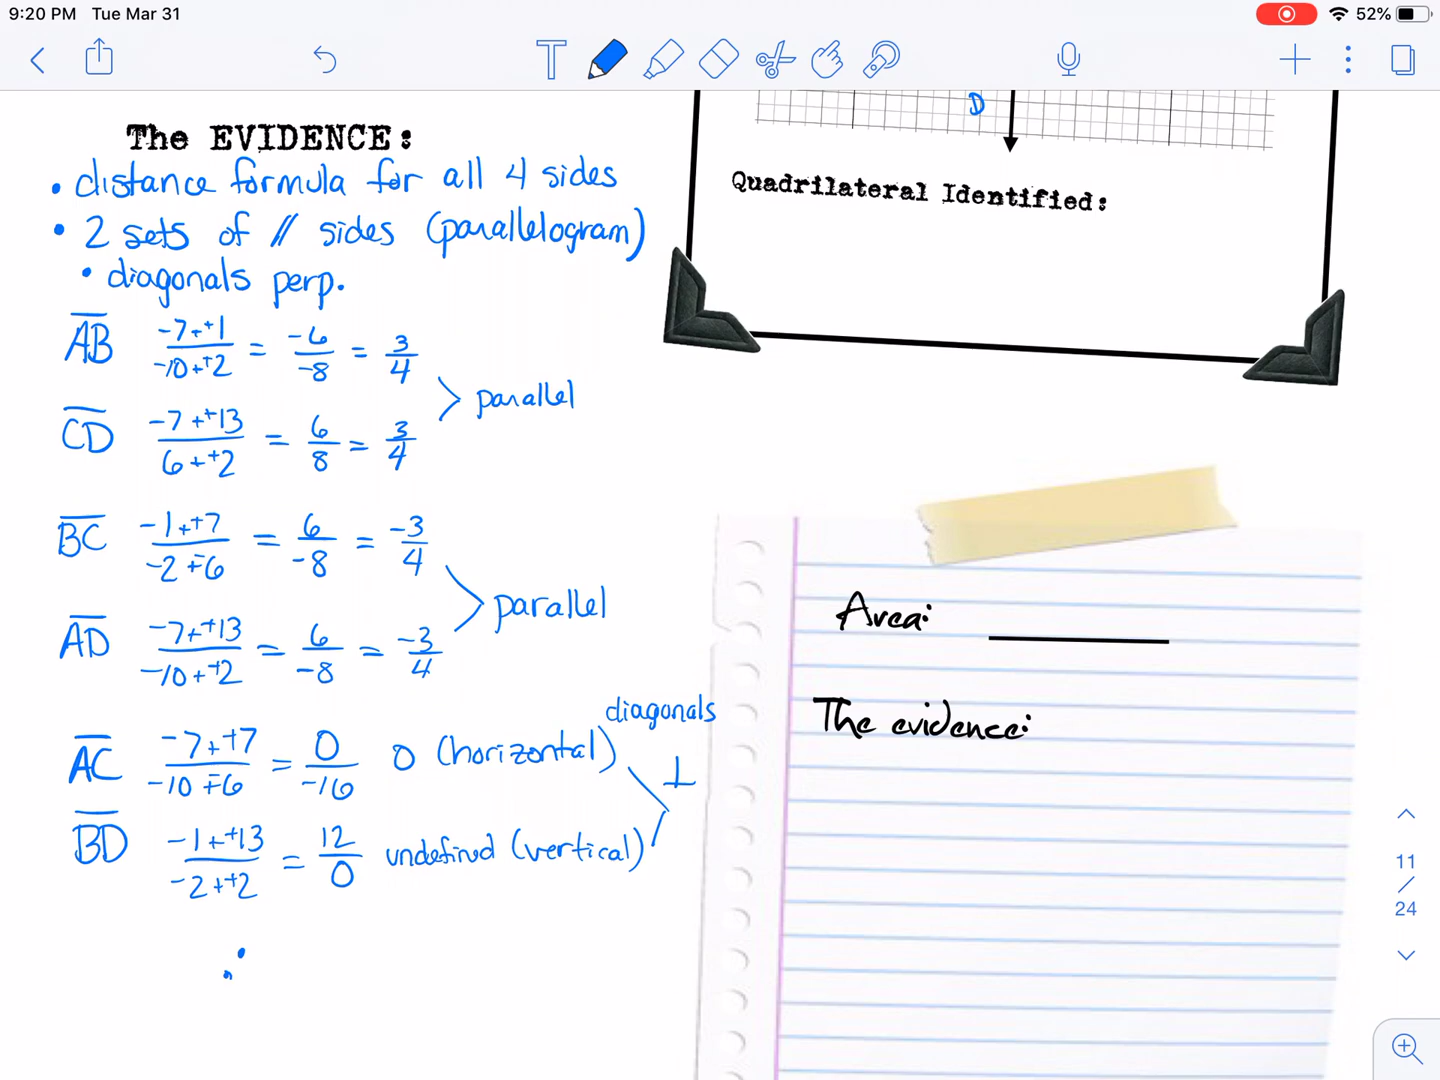 9:20 PM Tue Mar 31
52%
T
D
The EVIDENCE:
• distance formula for all 4 sides
• 2 sets of // sides (parallelogram)
• diagonals perp.
AB -7++1/-10++2 = -6/-8 = 3/4
CD -7++13/6++2 = 6/8 = 3/4
> parallel
BC -1++7/-2+-6 = 6/-8 = -3/4
AD -7++13/-10++2 = 6/-8 = -3/4
> parallel
AC -7++7/-10+-6 = 0/-16 0 (horizontal)
BD -1++13/-2++2 = 12/0 undefined (vertical)
diagonals
⊥
Quadrilateral Identified:
Area:
The evidence:
11
/
24